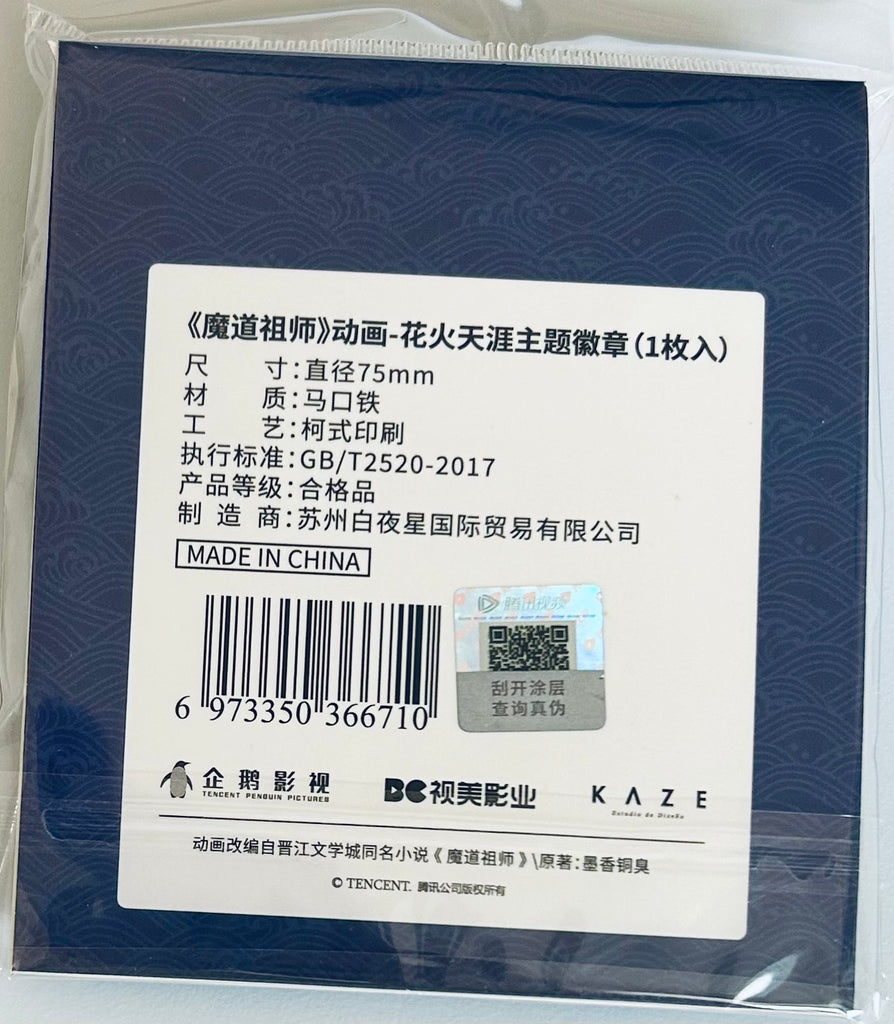 《魔道祖师》动画-花火天涯主题徽章(1枚入)
尺 寸:直径75mm
材 质:马口铁
工 艺:柯式印刷
执行标准:GB/T2520-2017
产品等级:合格品
制 造 商:苏州白夜星国际贸易有限公司
MADE IN CHINA
腾讯视频
刮开涂层
查询真伪
6 973350 366710
企鹅影视
TENCENT PENGUIN PICTURES
BC视美影业
KAZE
Estudio de Diseño
动画改编自晋江文学城同名小说《魔道祖师》\原著:墨香铜臭
© TENCENT. 腾讯公司版权所有